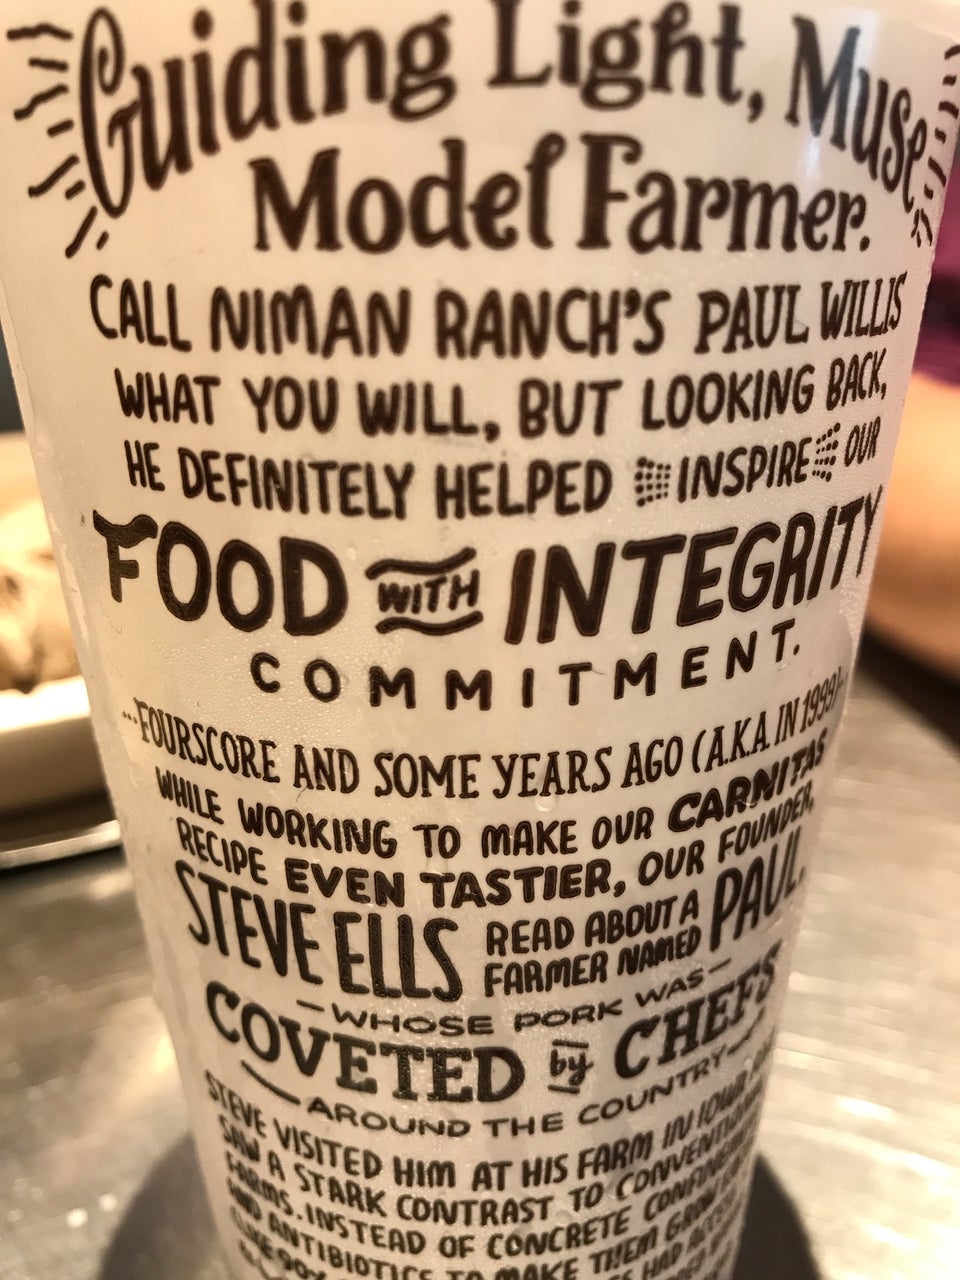 Guiding Light, Muse
Model Farmer.
CALL NIMAN RANCH'S PAUL WILLIS
WHAT YOU WILL, BUT LOOKING BACK,
HE DEFINITELY HELPED INSPIRE OUR
FOOD WITH INTEGRITY
COMMITMENT.
...FOURSCORE AND SOME YEARS AGO (A.K.A. IN 1999),
WHILE WORKING TO MAKE OUR CARNITAS
RECIPE EVEN TASTIER, OUR FOUNDER,
STEVE ELLS READ ABOUT A FARMER NAMED PAUL,
—WHOSE PORK WAS—
COVETED by CHEFS
—AROUND THE COUNTRY—
STEVE VISITED HIM AT HIS FARM IN IOWA
SAW A STARK CONTRAST TO
FARMS. INSTEAD OF CONCRETE
AND ANTIBIOTICS TO MAKE THEM GROW
HAD